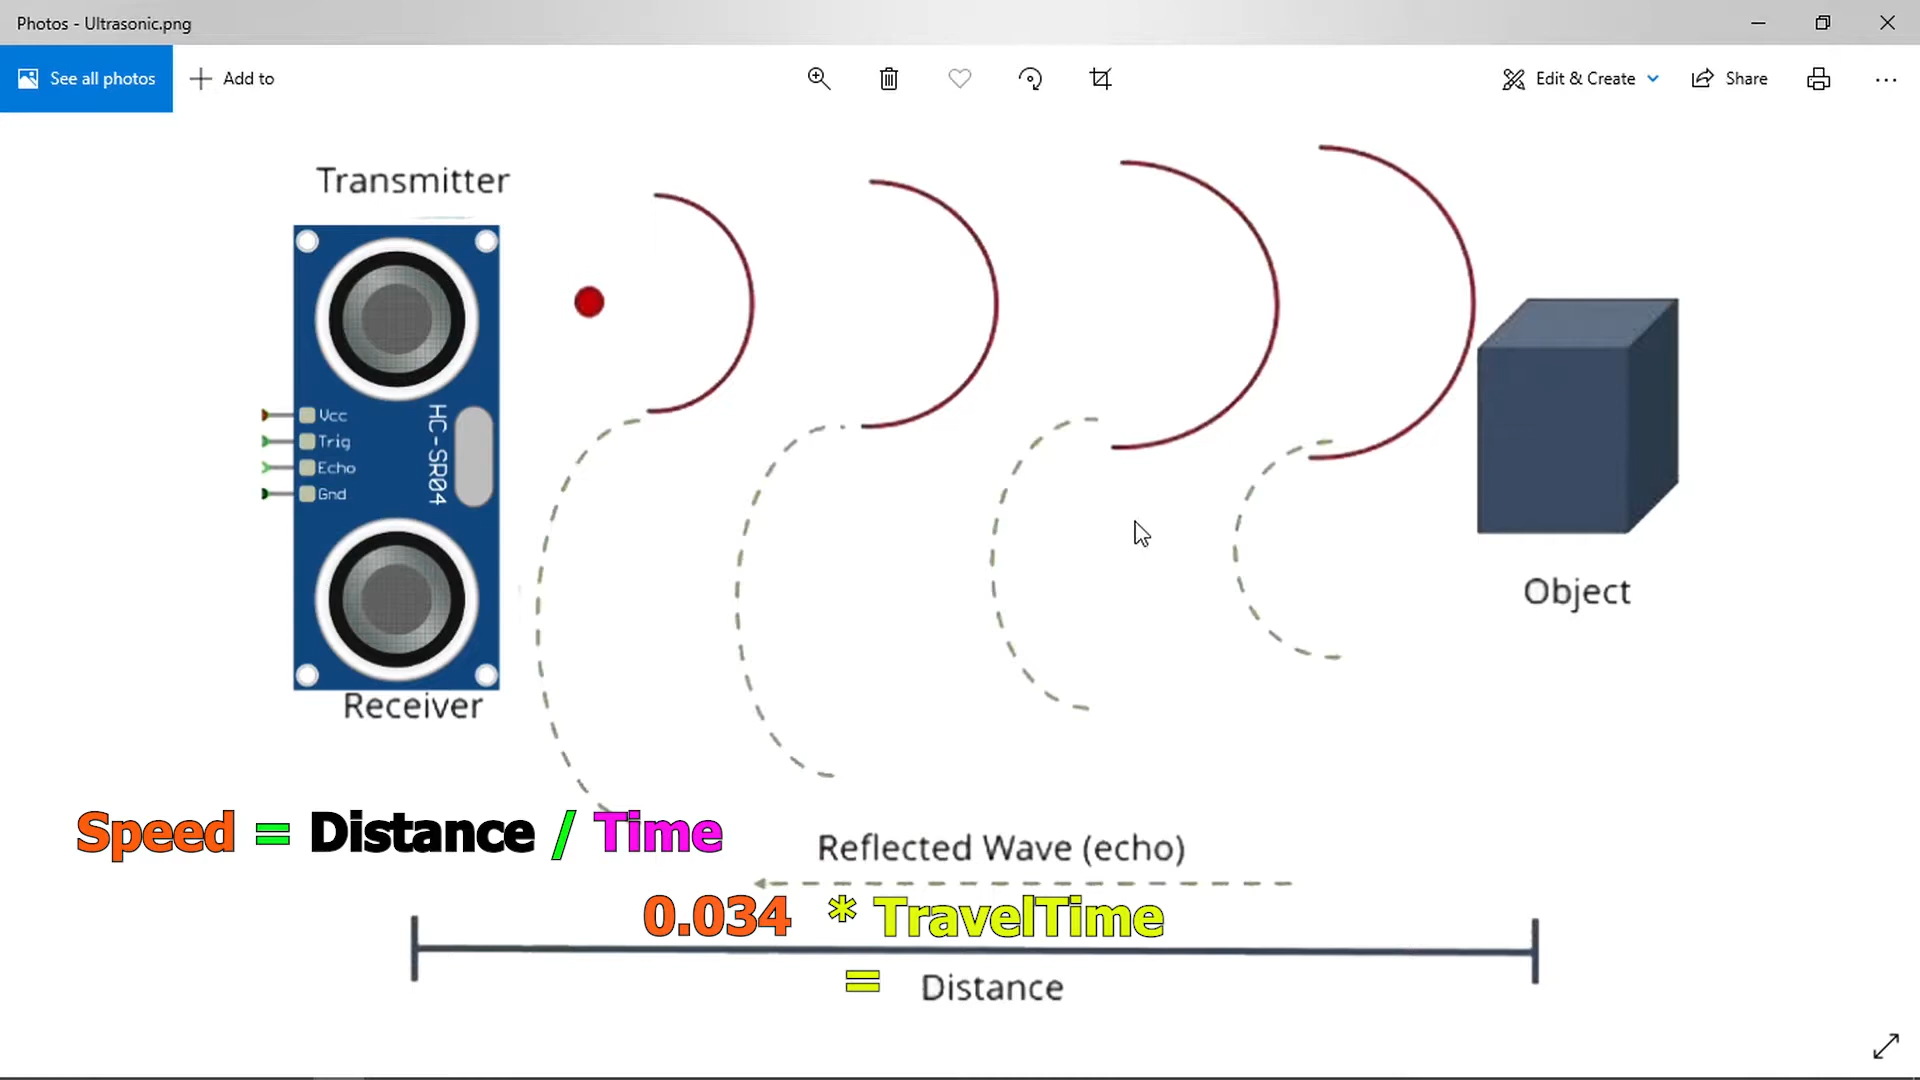 Photos - Ultrasonic.png
See all photos
Add to
Edit & Create
Share
Transmitter
Vcc
Trig
Echo
Gnd
HC-SR04
Receiver
Object
Speed = Distance / Time
Reflected Wave (echo)
0.034 * TravelTime
= Distance